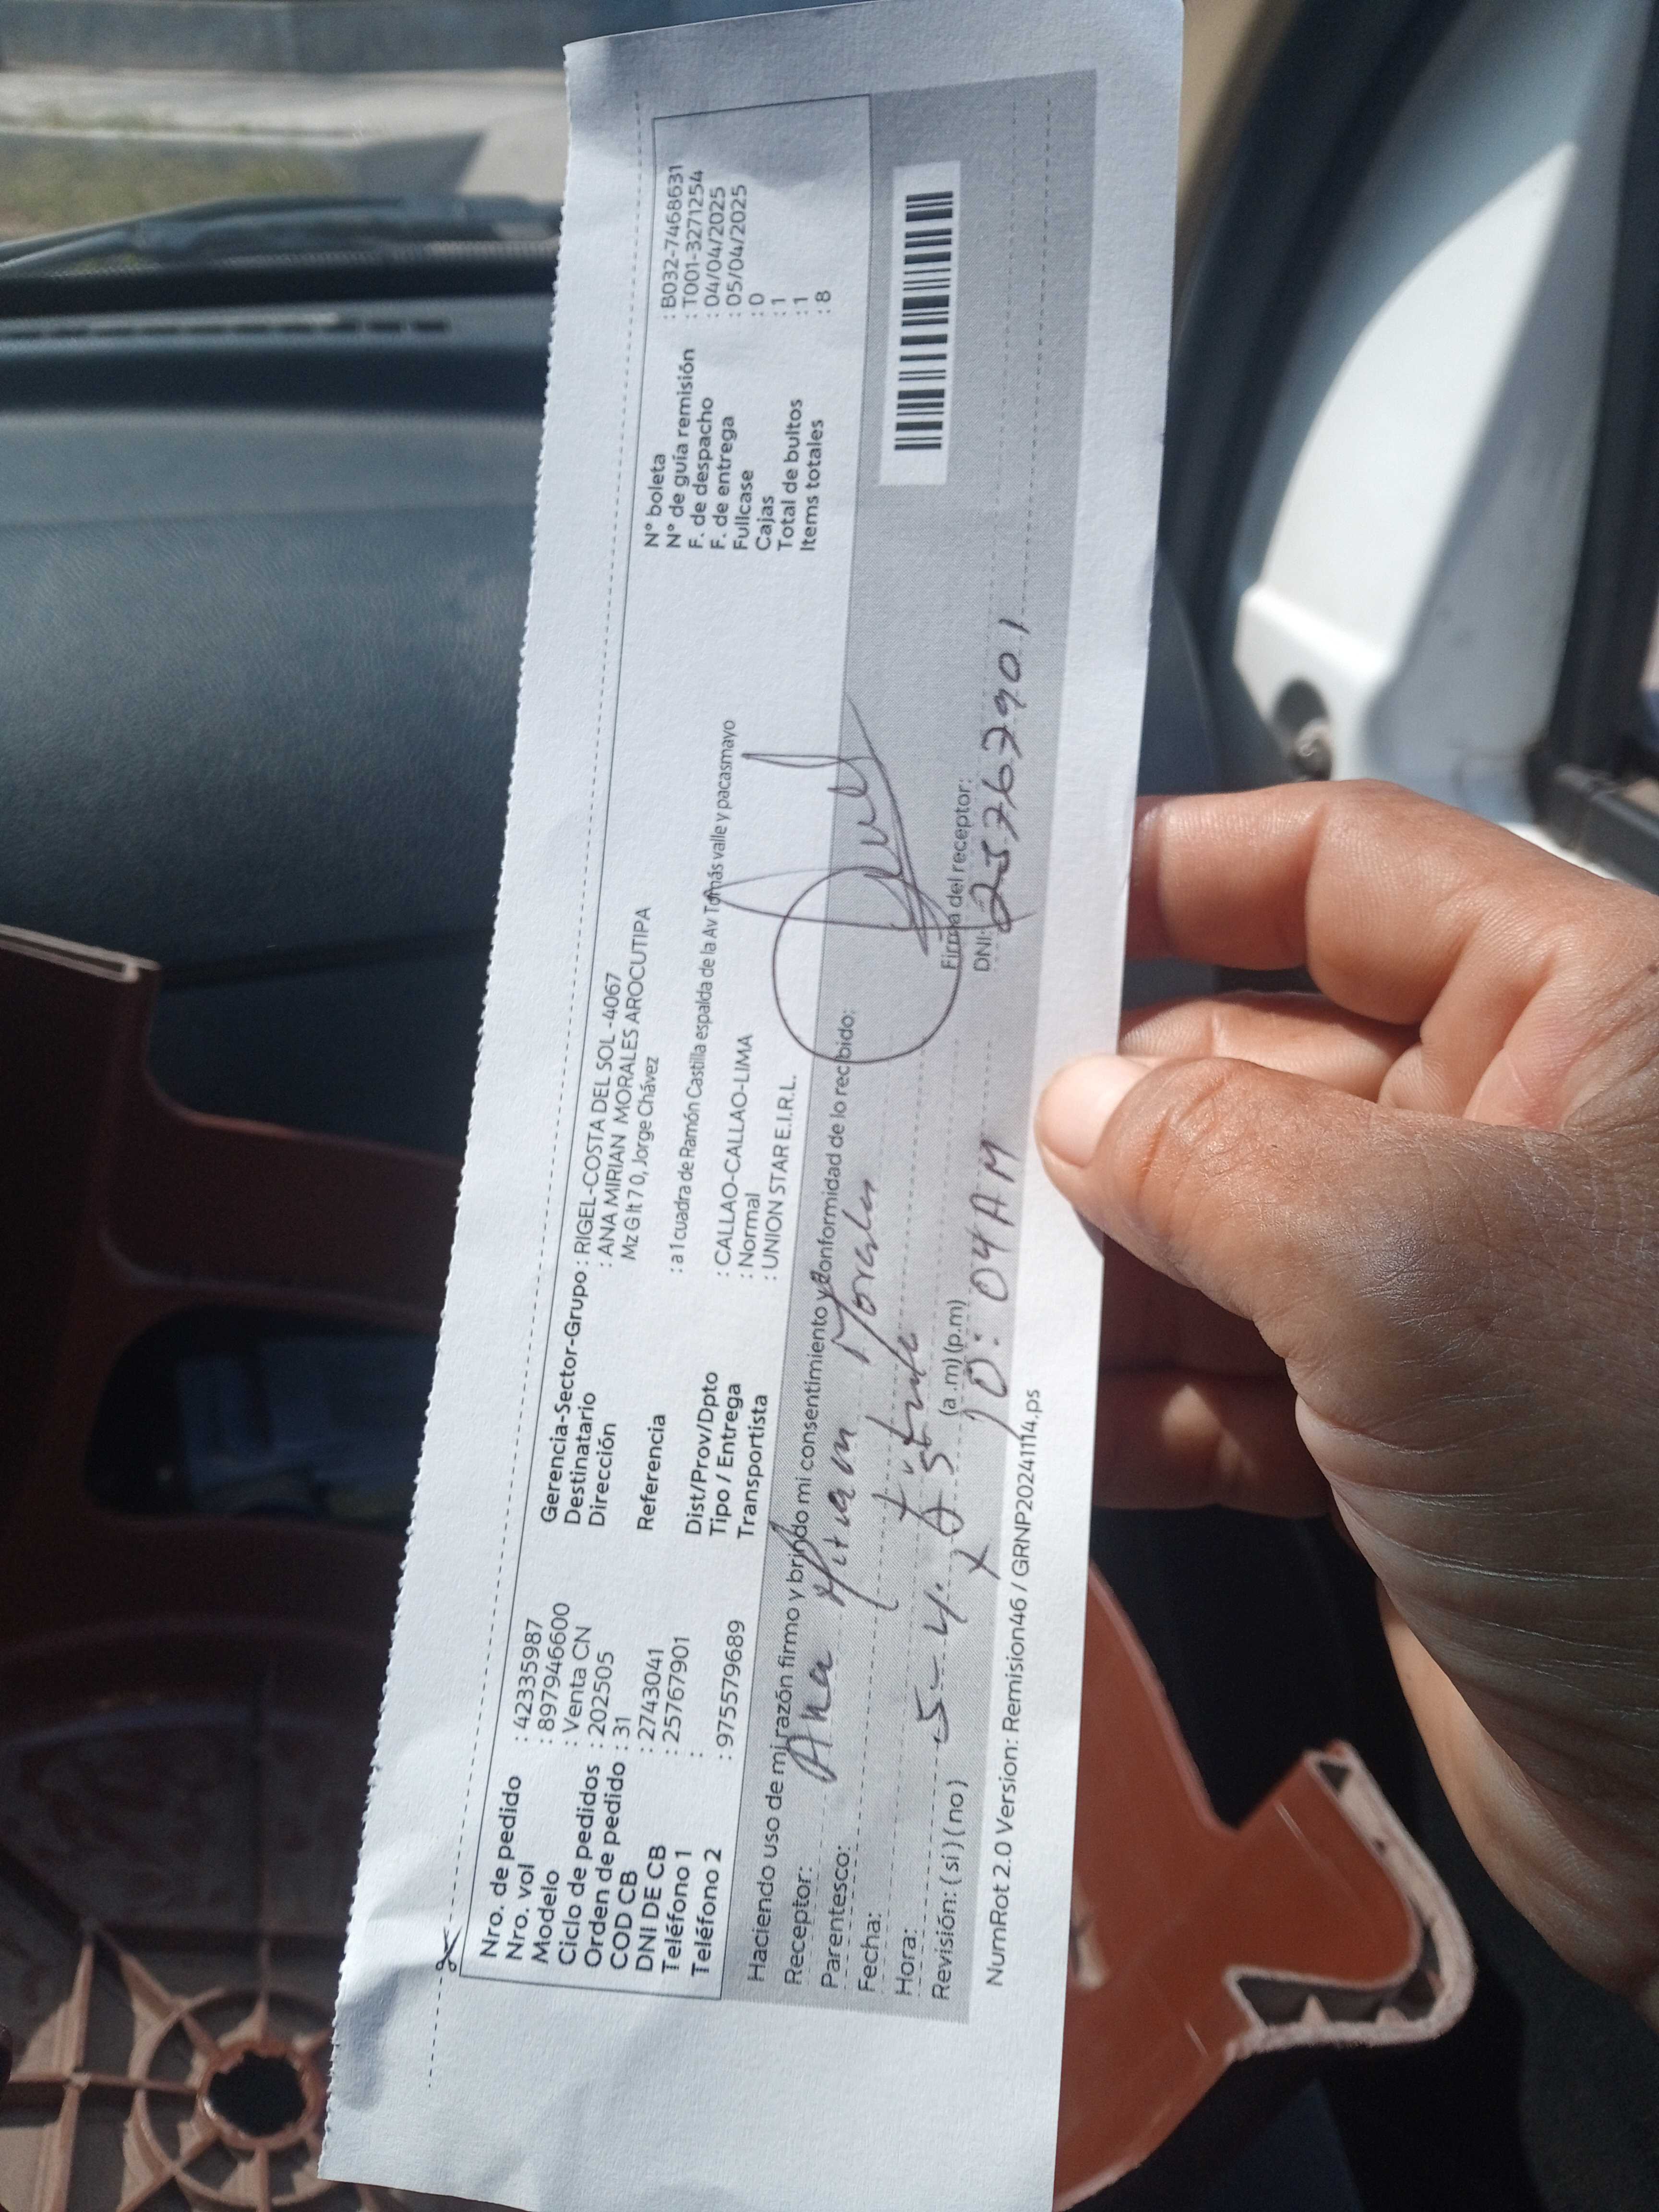 Nro. de pedido : 42335987
Nro. vol : 897946600
Modelo : Venta CN
Ciclo de pedidos : 202505
Orden de pedido : 31
COD CB : 2743041
DNI DE CB : 25767901
Teléfono 1 :
Teléfono 2 : 975579689
Gerencia-Sector-Grupo : RIGEL-COSTA DEL SOL -4067
Destinatario : ANA MIRIAN MORALES AROCUTIPA
Dirección Mz G lt 70, Jorge Chávez
Referencia : a 1 cuadra de Ramón Castilla espalda de la Av Tomás valle y pacasmayo
Dist/Prov/Dpto : CALLAO-CALLAO-LIMA
Tipo / Entrega : Normal
Transportista : UNION STAR E.I.R.L.
N° boleta : B032-7468631
N° de guía remisión : T001-3271254
F. de despacho : 04/04/2025
F. de entrega : 05/04/2025
Fullcase : 0
Cajas : 1
Total de bultos : 1
Items totales : 8
Haciendo uso de mi razón firmo y brindo mi consentimiento y conformidad de lo recibido:
Receptor: Ana Miriam Morales
Parentesco:
Fecha: 5-4.
Hora: (a.m) (p.m)
10:04 AM
Revisión: ( si ) ( no )
Firma del receptor:
DNI: 25767901
NumRot 2.0 Version: Remision46 / GRNP20241114.ps